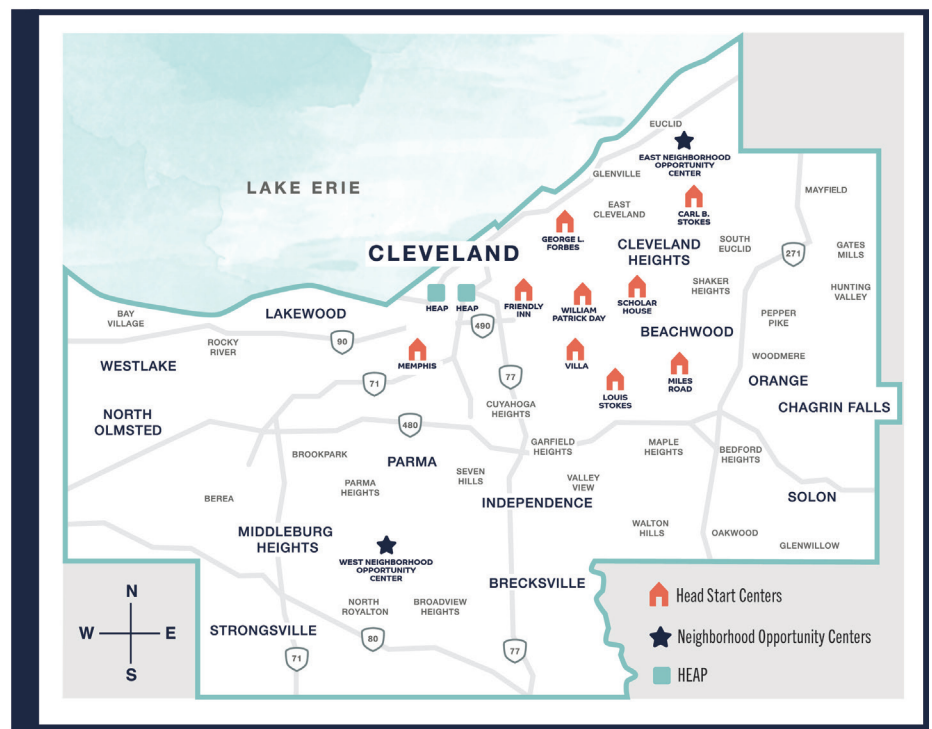 EUCLID
EAST NEIGHBORHOOD
OPPORTUNITY
CENTER
GLENVILLE
LAKE ERIE
MAYFIELD
EAST
CLEVELAND
CARL B.
STOKES
GEORGE L.
FORBES
CLEVELAND
CLEVELAND
HEIGHTS
SOUTH
EUCLID
271
GATES
MILLS
SHAKER
HEIGHTS
HUNTING
VALLEY
HEAP
HEAP
FRIENDLY
INN
WILLIAM
PATRICK DAY
SCHOLAR
HOUSE
BAY
VILLAGE
LAKEWOOD
PEPPER
PIKE
490
BEACHWOOD
ROCKY
RIVER
90
WESTLAKE
MEMPHIS
VILLA
WOODMERE
71
77
MILES
ROAD
ORANGE
LOUIS
STOKES
CHAGRIN FALLS
NORTH
OLMSTED
CUYAHOGA
HEIGHTS
480
GARFIELD
HEIGHTS
MAPLE
HEIGHTS
BEDFORD
HEIGHTS
BROOKPARK
PARMA
SEVEN
HILLS
PARMA
HEIGHTS
VALLEY
VIEW
BEREA
INDEPENDENCE
SOLON
MIDDLEBURG
HEIGHTS
WALTON
HILLS
OAKWOOD
GLENWILLOW
WEST NEIGHBORHOOD
OPPORTUNITY
CENTER
BRECKSVILLE
N
W
E
S
NORTH
ROYALTON
BROADVIEW
HEIGHTS
STRONGSVILLE
80
71
77
Head Start Centers
Neighborhood Opportunity Centers
HEAP